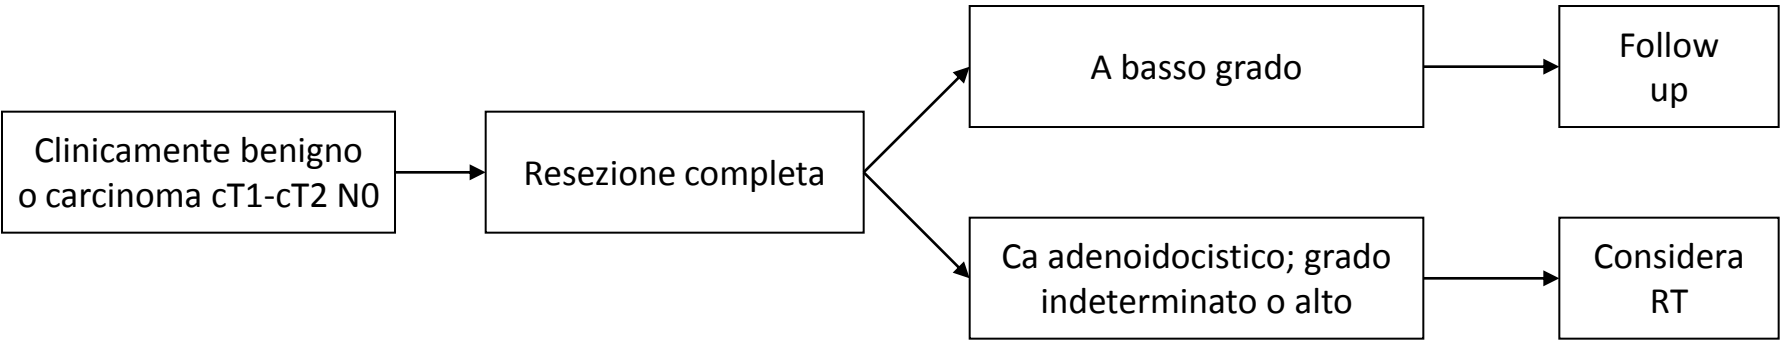 Clinicamente benigno
o carcinoma cT1-cT2 N0
Resezione completa
A basso grado
Follow
up
Ca adenoidocistico; grado
indeterminato o alto
Considera
RT